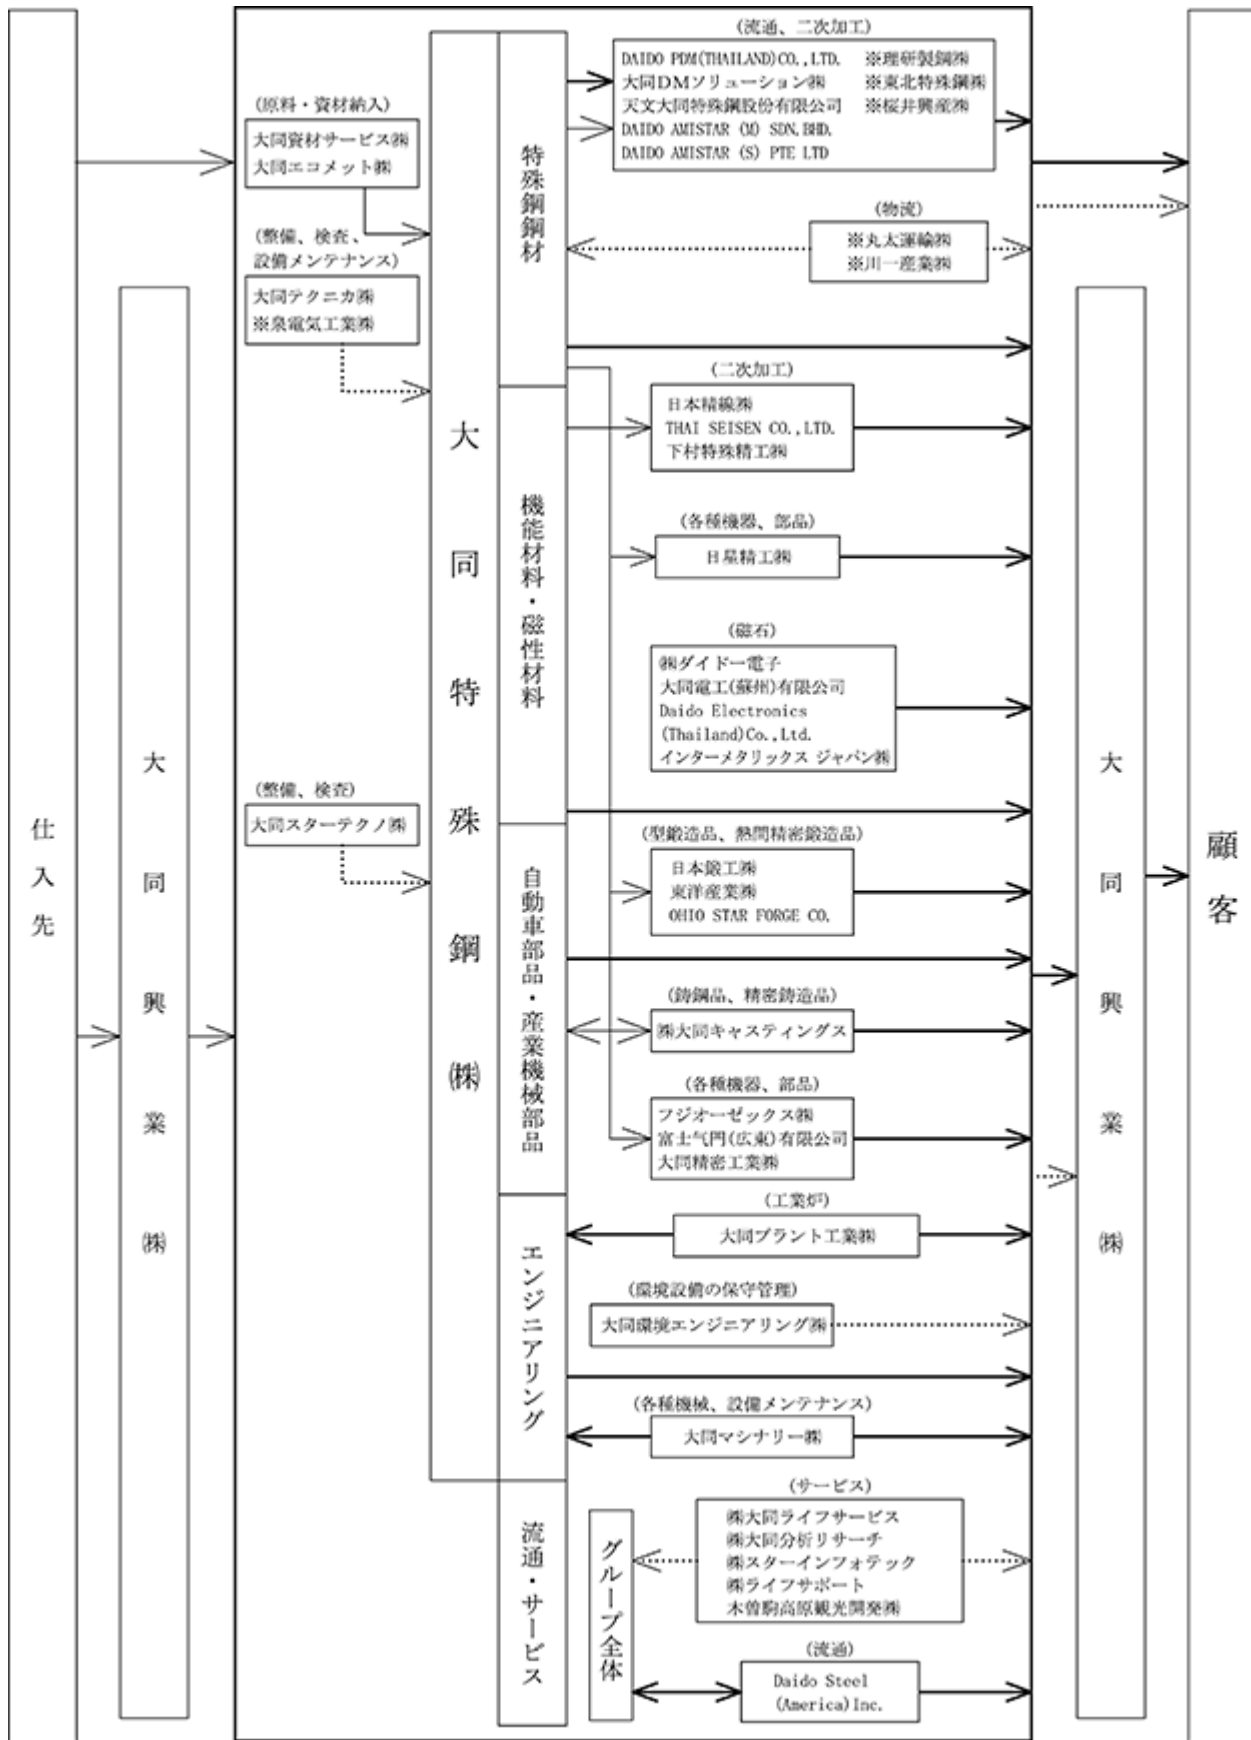 仕入先
大同興業㈱
(原料・資材納入)
大同資材サービス㈱
大同エコメット㈱
(整備、検査、
設備メンテナンス)
大同テクニカ㈱
※泉電気工業㈱
(整備、検査)
大同スターテクノ㈱
大同特殊鋼㈱
特殊鋼鋼材
(流通、二次加工)
DAIDO PDM(THAILAND)CO.,LTD. ※理研製鋼㈱
大同DMソリューション㈱ ※東北特殊鋼㈱
天文大同特殊鋼股份有限公司 ※桜井興産㈱
DAIDO AMISTAR (M) SDN.BHD.
DAIDO AMISTAR (S) PTE LTD
(物流)
※丸太運輸㈱
※川一産業㈱
機能材料・磁性材料
(二次加工)
日本精線㈱
THAI SEISEN CO.,LTD.
下村特殊精工㈱
(各種機器、部品)
日星精工㈱
(磁石)
㈱ダイドー電子
大同電工(蘇州)有限公司
Daido Electronics
(Thailand)Co.,Ltd.
インターメタリックス ジャパン㈱
自動車部品・産業機械部品
(型鍛造品、熱間精密鍛造品)
日本鍛工㈱
東洋産業㈱
OHIO STAR FORGE CO.
(鋳鋼品、精密鋳造品)
㈱大同キャスティングス
(各種機器、部品)
フジオーゼックス㈱
富士气門(広東)有限公司
大同精密工業㈱
エンジニアリング
(工業炉)
大同プラント工業㈱
(環境設備の保守管理)
大同環境エンジニアリング㈱
(各種機械、設備メンテナンス)
大同マシナリー㈱
流通・サービス
グループ全体
(サービス)
㈱大同ライフサービス
㈱大同分析リサーチ
㈱スターインフォテック
㈱ライフサポート
木曽駒高原観光開発㈱
(流通)
Daido Steel
(America)Inc.
大同興業㈱
顧客